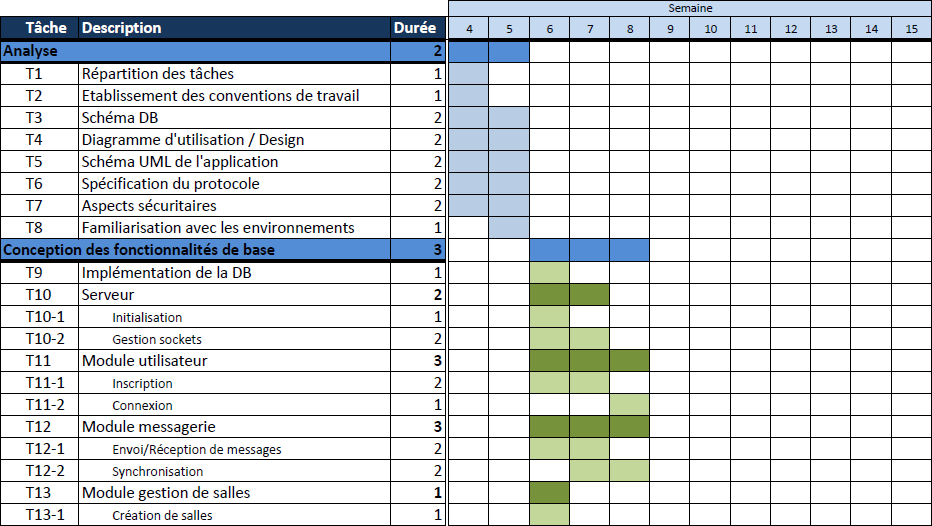 Semaine
Tâche Description Durée 4 5 6 7 8 9 10 11 12 13 14 15
Analyse 2
T1 Répartition des tâches 1
T2 Etablissement des conventions de travail 1
T3 Schéma DB 2
T4 Diagramme d'utilisation / Design 2
T5 Schéma UML de l'application 2
T6 Spécification du protocole 2
T7 Aspects sécuritaires 2
T8 Familiarisation avec les environnements 1
Conception des fonctionnalités de base 3
T9 Implémentation de la DB 1
T10 Serveur 2
T10-1 Initialisation 1
T10-2 Gestion sockets 2
T11 Module utilisateur 3
T11-1 Inscription 2
T11-2 Connexion 1
T12 Module messagerie 3
T12-1 Envoi/Réception de messages 2
T12-2 Synchronisation 2
T13 Module gestion de salles 1
T13-1 Création de salles 1